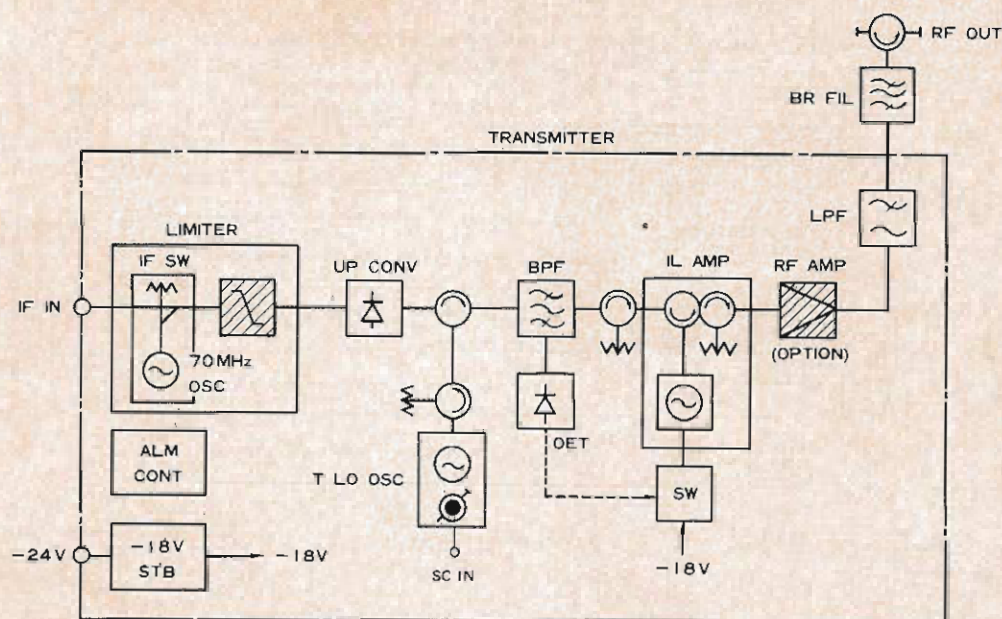 RF OUT
BR FIL
TRANSMITTER
LPF
LIMITER
IF SW
UP CONV
BPF
IL AMP
RF AMP
IF IN
70MHz
OSC
(OPTION)
OET
ALM
CONT
T LO OSC
SW
-24V
-18V
STB
-18V
SC IN
-18V